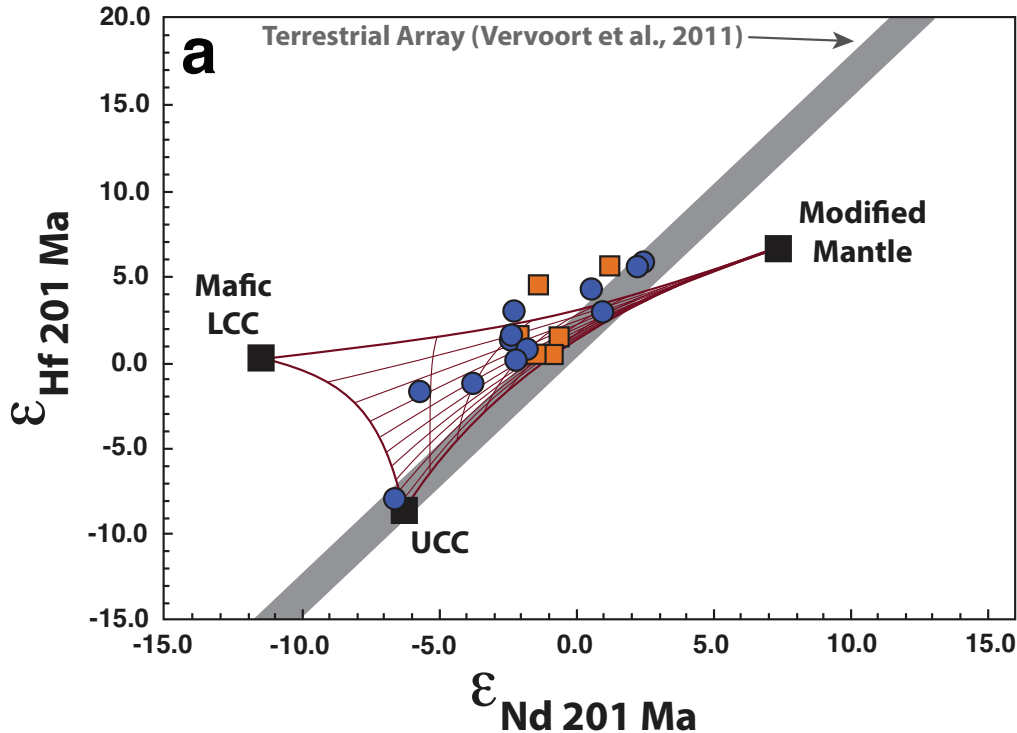 20.0
Terrestrial Array (Vervoort et al., 2011)
a
15.0
10.0
Modified
Mantle
5.0
Mafic
LCC
0.0
-5.0
UCC
-10.0
-15.0
εHf 201 Ma
-15.0 -10.0 -5.0 0.0 5.0 10.0 15.0
εNd 201 Ma